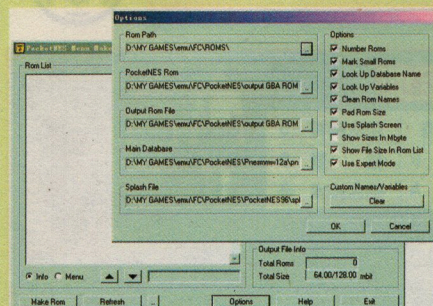 Options
PocketNES Menu Make
Rom List
Rom Path
D:\MY GAMES\emu\FC\ROMS\
...
PocketNES Rom
D:\MY GAMES\emu\FC\PocketNES\output GBA ROM
...
Output Rom File
D:\MY GAMES\emu\FC\PocketNES\output GBA ROM
...
Main Database
D:\MY GAMES\emu\FC\PocketNES\
...
Splash File
D:\MY GAMES\emu\FC\PocketNES\PocketNES96\spl
...
Options
Number Roms
Mark Small Roms
Look Up Database Name
Look Up Variables
Clean Rom Names
Pad Rom Size
Use Splash Screen
Show Sizes In Mbyte
Show File Size In Rom List
Use Expert Mode
Custom Names/Variables
Clear
OK
Cancel
Info
Menu
Output File Info
Total Roms 0
Total Size 64.00/128.00 mbit
Make Rom
Refresh
...
Options
Help
Exit